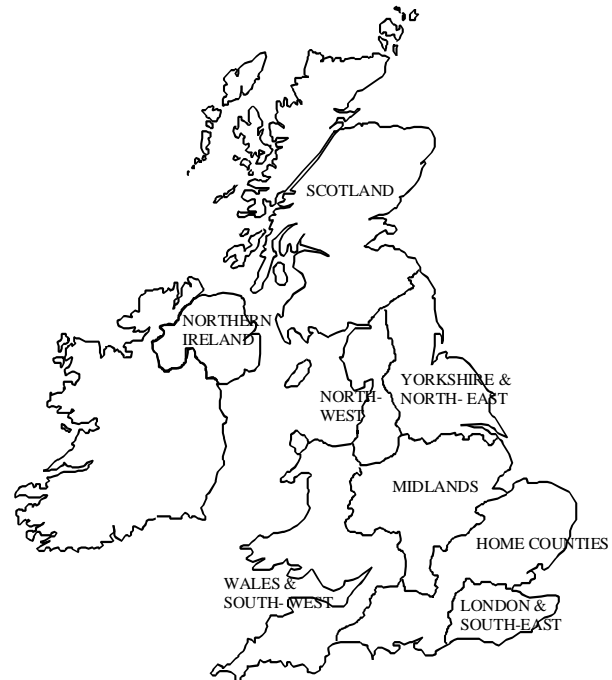 SCOTLAND
NORTHERN
IRELAND
NORTH-
WEST
YORKSHIRE &
NORTH- EAST
MIDLANDS
HOME COUNTIES
WALES &
SOUTH- WEST
LONDON &
SOUTH-EAST